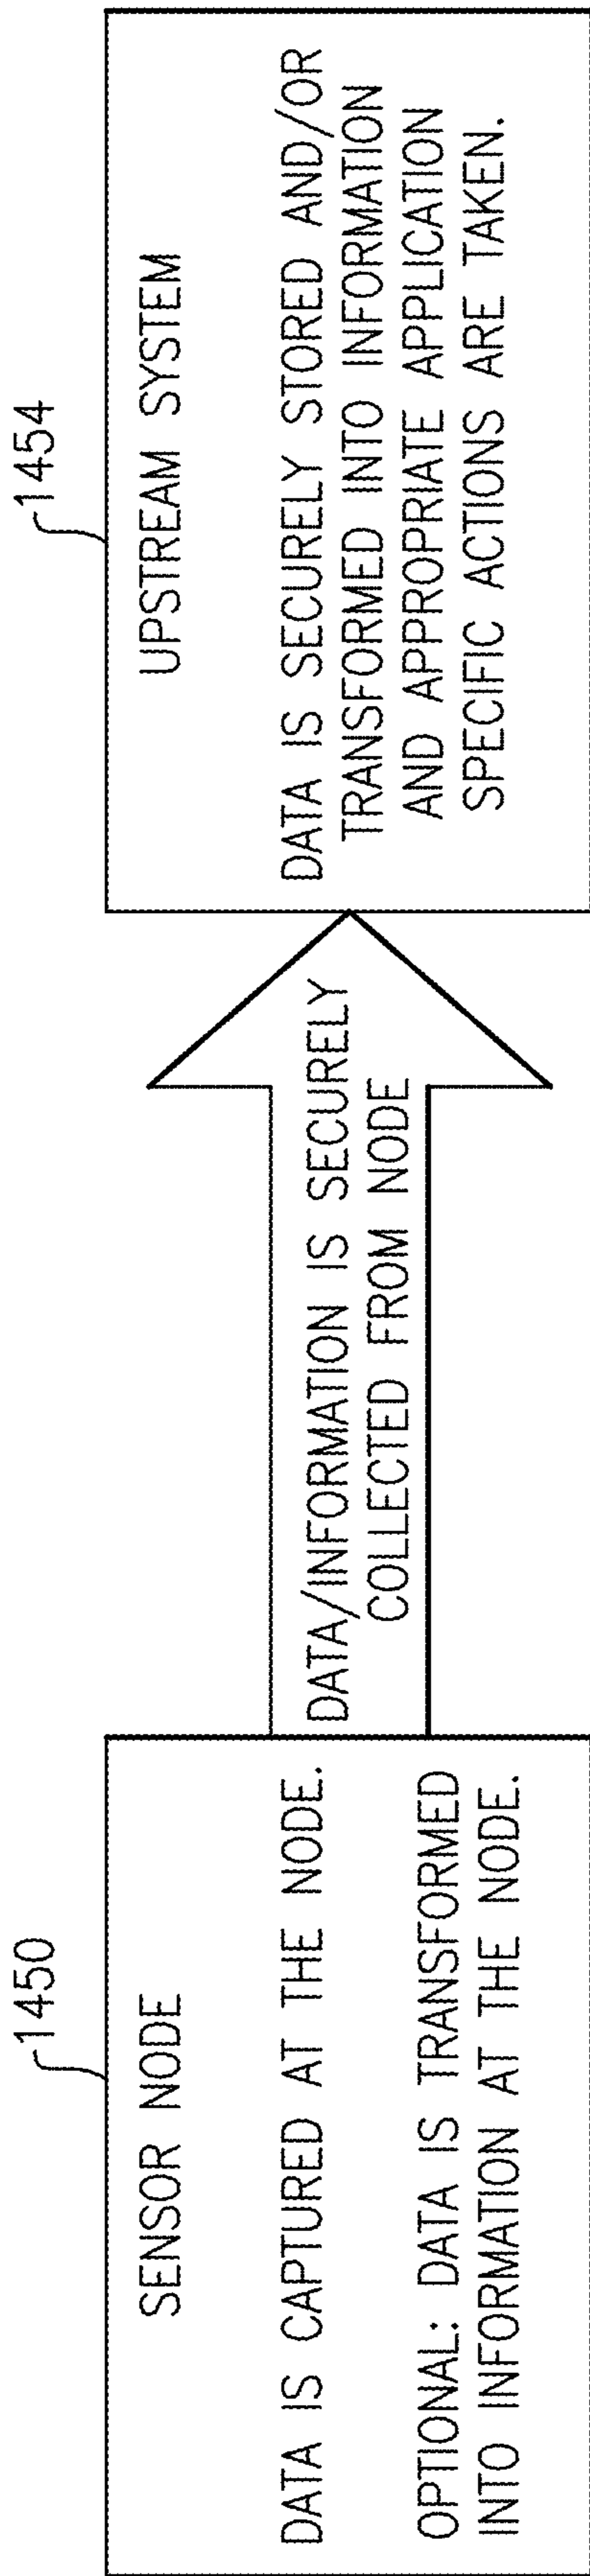 1450
SENSOR NODE
DATA IS CAPTURED AT THE NODE.
OPTIONAL: DATA IS TRANSFORMED
INTO INFORMATION AT THE NODE.
DATA/INFORMATION IS SECURELY
COLLECTED FROM NODE
1454
UPSTREAM SYSTEM
DATA IS SECURELY STORED AND/OR
TRANSFORMED INTO INFORMATION
AND APPROPRIATE APPLICATION
SPECIFIC ACTIONS ARE TAKEN.